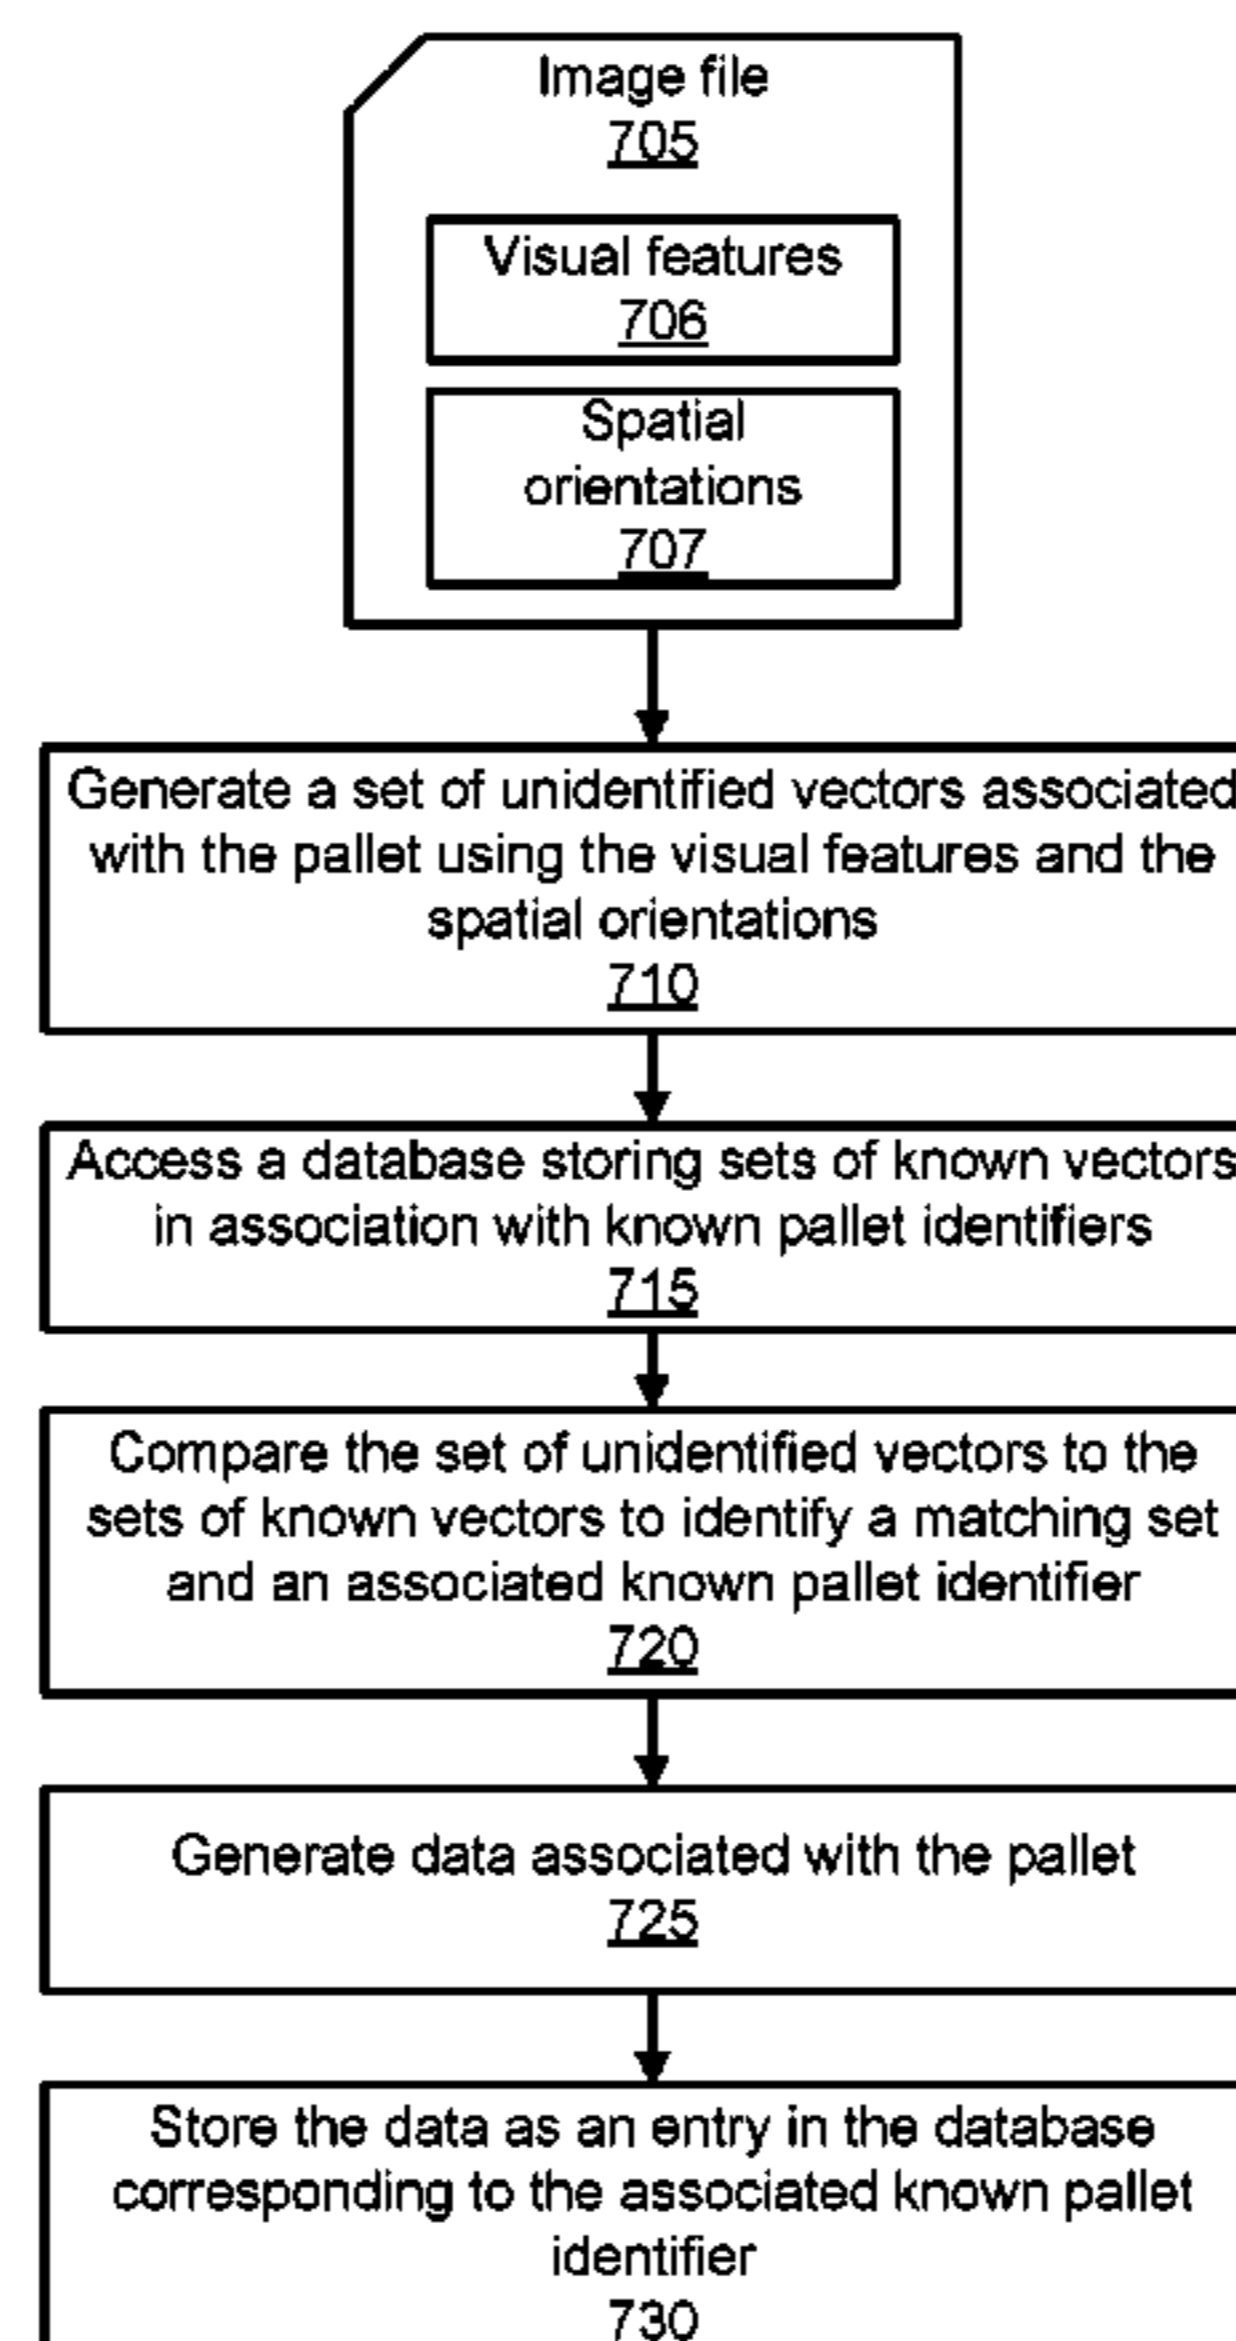 Image file
705
Visual features
706
Spatial
orientations
707
Generate a set of unidentified vectors associated
with the pallet using the visual features and the
spatial orientations
710
Access a database storing sets of known vectors
in association with known pallet identifiers
715
Compare the set of unidentified vectors to the
sets of known vectors to identify a matching set
and an associated known pallet identifier
720
Generate data associated with the pallet
725
Store the data as an entry in the database
corresponding to the associated known pallet
identifier
730